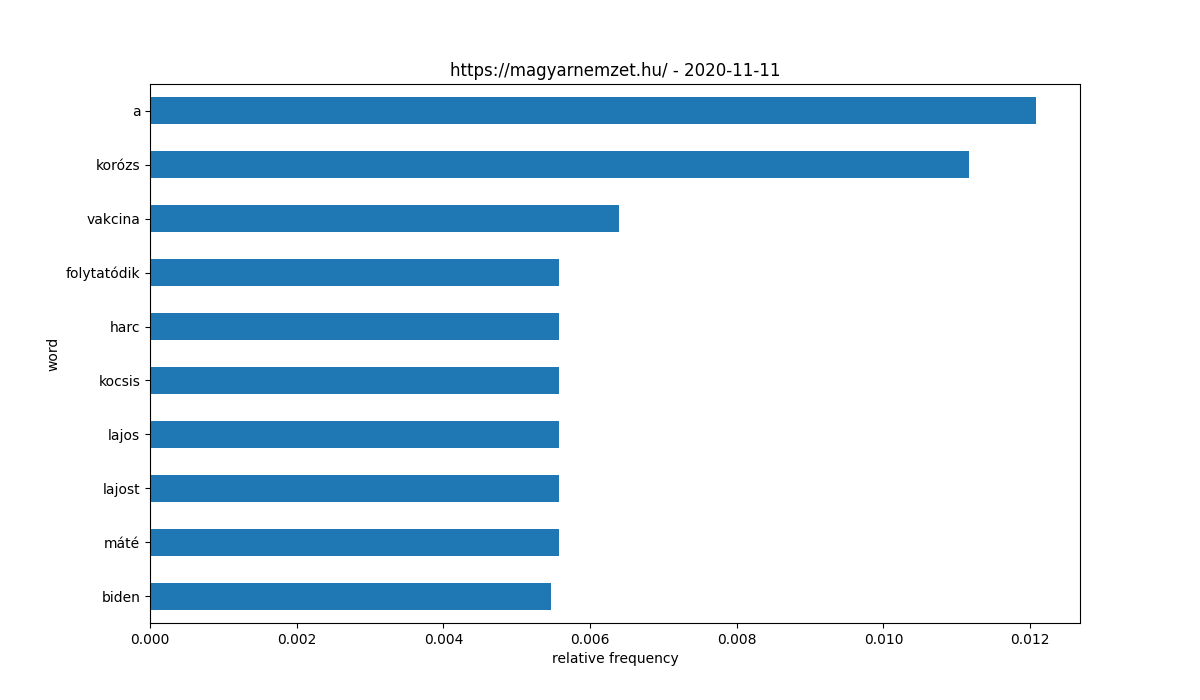 https://magyarnemzet.hu/ - 2020-11-11
a
korózs
vakcina
folytatódik
harc
kocsis
lajos
lajost
máté
biden
word
0.000 0.002 0.004 0.006 0.008 0.010 0.012
relative frequency